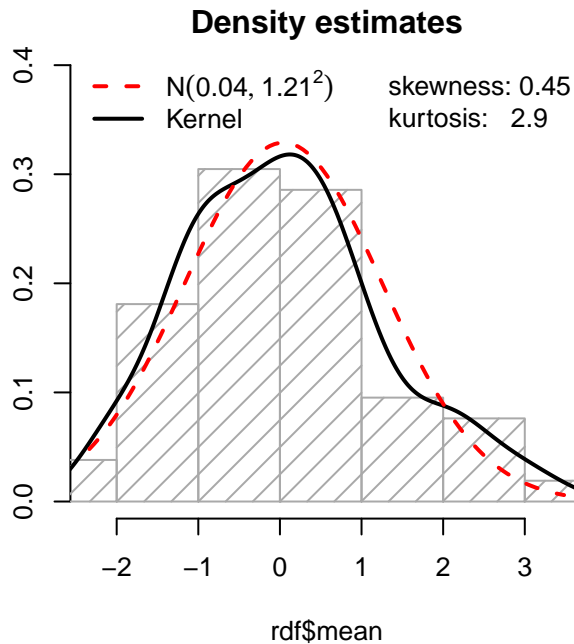 Density estimates
N(0.04, 1.21²) skewness: 0.45
Kernel kurtosis: 2.9
0.4
0.3
0.2
0.1
0.0
−2 −1 0 1 2 3
rdf$mean